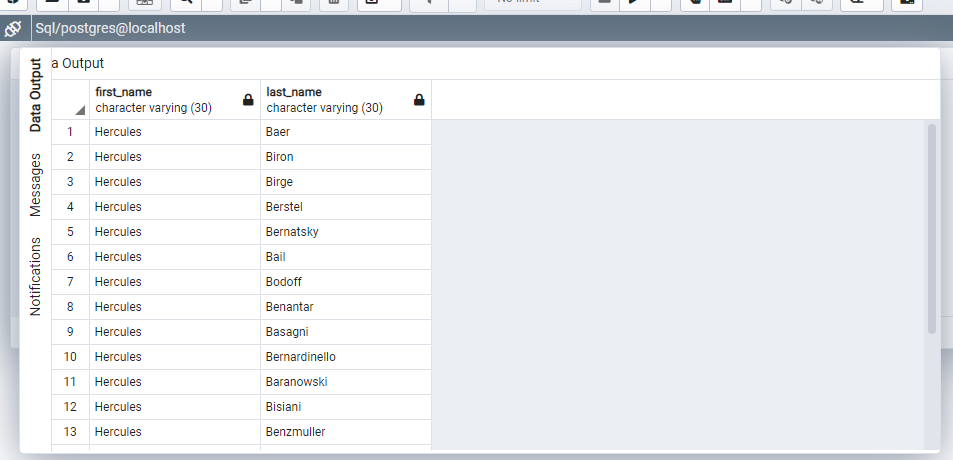 Sql/postgres@localhost
a Output
Data Output
Messages
Notifications
first_name last_name
character varying (30) character varying (30)
1 Hercules Baer
2 Hercules Biron
3 Hercules Birge
4 Hercules Berstel
5 Hercules Bernatsky
6 Hercules Bail
7 Hercules Bodoff
8 Hercules Benantar
9 Hercules Basagni
10 Hercules Bernardinello
11 Hercules Baranowski
12 Hercules Bisiani
13 Hercules Benzmuller